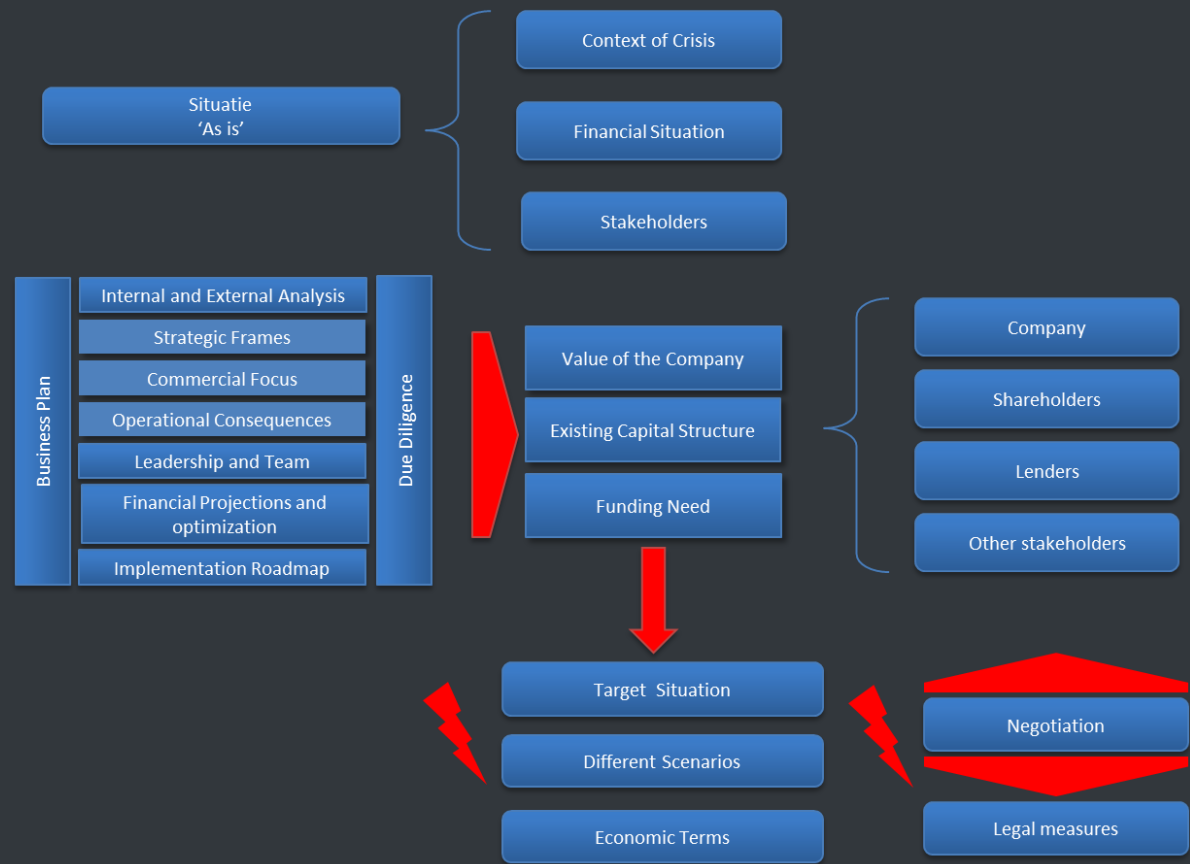 Context of Crisis
Situatie
‘As is’
Financial Situation
Stakeholders
Business Plan
Internal and External Analysis
Strategic Frames
Commercial Focus
Operational Consequences
Leadership and Team
Financial Projections and
optimization
Implementation Roadmap
Due Diligence
Value of the Company
Existing Capital Structure
Funding Need
Company
Shareholders
Lenders
Other stakeholders
Target Situation
Different Scenarios
Economic Terms
Negotiation
Legal measures